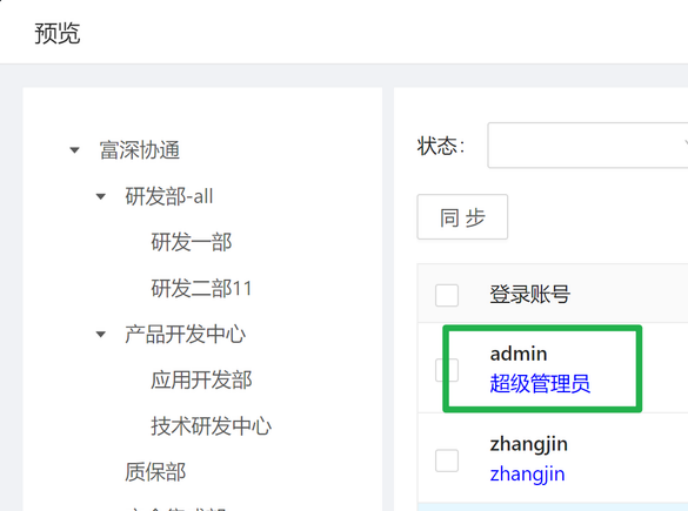 预览
富深协通
研发部-all
研发一部
研发二部11
产品开发中心
应用开发部
技术研发中心
质保部
状态:
同 步
登录账号
admin
超级管理员
zhangjin
zhangjin